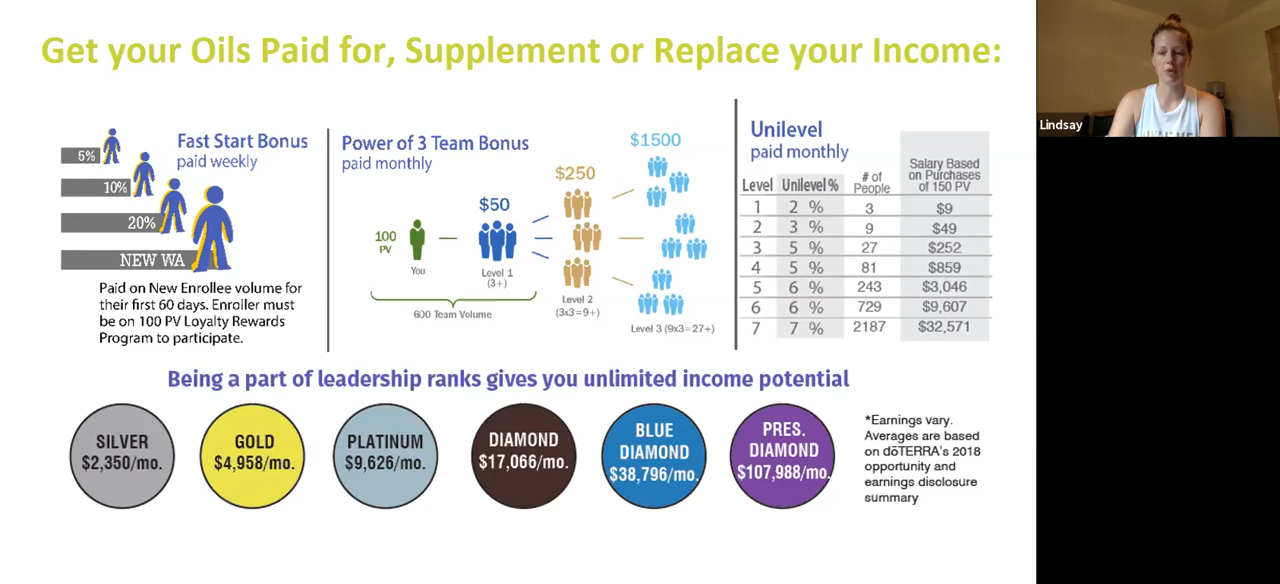 Get your Oils Paid for, Supplement or Replace your Income:
Lindsay
Fast Start Bonus
paid weekly
5%
10%
20%
NEW WA
Paid on New Enrollee volume for
their first 60 days. Enroller must
be on 100 PV Loyalty Rewards
Program to participate.
Power of 3 Team Bonus
paid monthly
100
PV
You
$50
Level 1
(3+)
600 Team Volume
$250
Level 2
(3x3=9+)
$1500
Level 3 (9x3=27+)
Unilevel
paid monthly
Level Unilevel % # of People Salary Based on Purchases of 150 PV
1 2 % 3 $9
2 3 % 9 $49
3 5 % 27 $252
4 5 % 81 $859
5 6 % 243 $3,046
6 6 % 729 $9,607
7 7 % 2187 $32,571
Being a part of leadership ranks gives you unlimited income potential
SILVER
$2,350/mo.
GOLD
$4,958/mo.
PLATINUM
$9,626/mo.
DIAMOND
$17,066/mo.
BLUE
DIAMOND
$38,796/mo.
PRES.
DIAMOND
$107,988/mo.
*Earnings vary.
Averages are based
on dōTERRA's 2018
opportunity and
earnings disclosure
summary